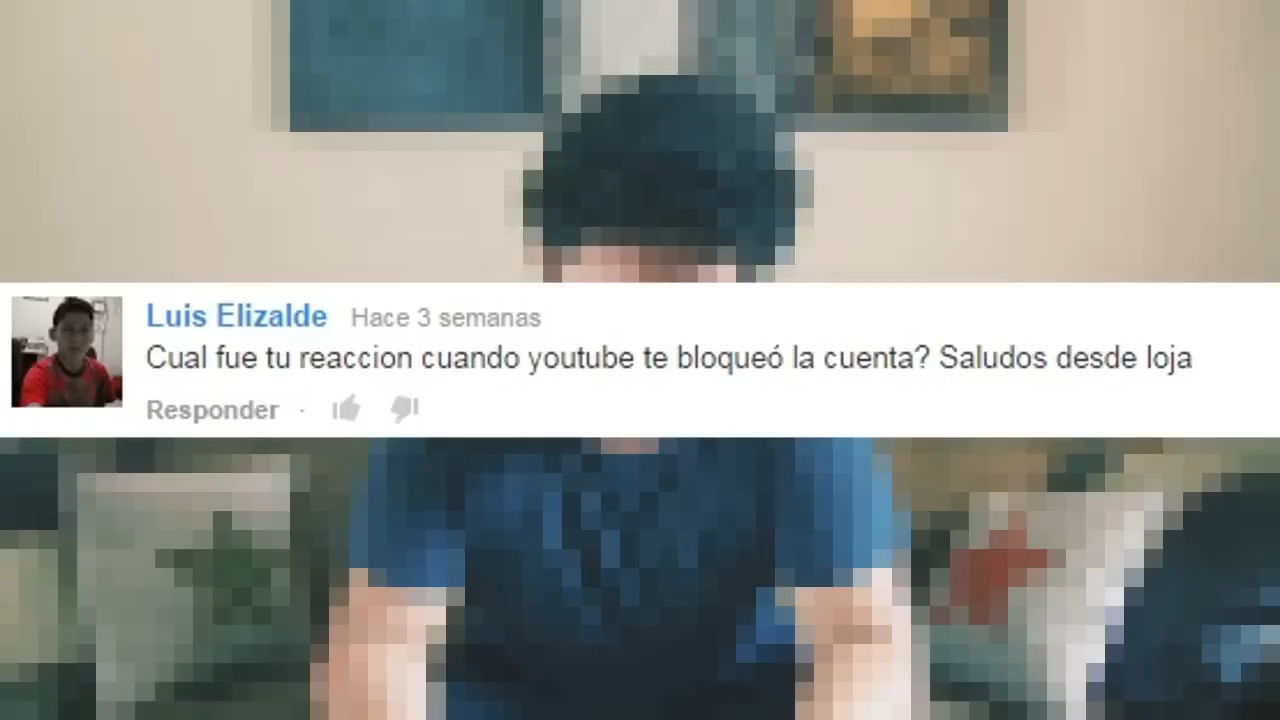 Luis Elizalde Hace 3 semanas
Cual fue tu reaccion cuando youtube te bloqueó la cuenta? Saludos desde loja
Responder ·